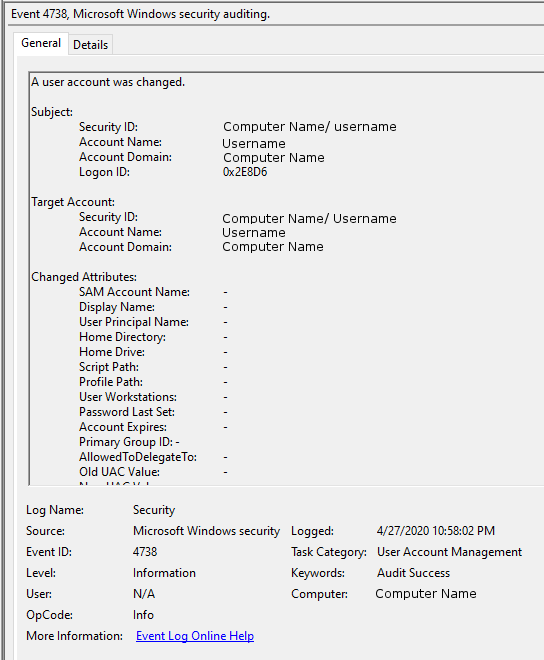 Event 4738, Microsoft Windows security auditing.
General Details
A user account was changed.
Subject:
Security ID: Computer Name/ username
Account Name: Username
Account Domain: Computer Name
Logon ID: 0x2E8D6
Target Account:
Security ID: Computer Name/ Username
Account Name: Username
Account Domain: Computer Name
Changed Attributes:
SAM Account Name: -
Display Name: -
User Principal Name: -
Home Directory: -
Home Drive: -
Script Path: -
Profile Path: -
User Workstations: -
Password Last Set: -
Account Expires: -
Primary Group ID: -
AllowedToDelegateTo: -
Old UAC Value: -
Log Name: Security
Source: Microsoft Windows security Logged: 4/27/2020 10:58:02 PM
Event ID: 4738 Task Category: User Account Management
Level: Information Keywords: Audit Success
User: N/A Computer: Computer Name
OpCode: Info
More Information: Event Log Online Help